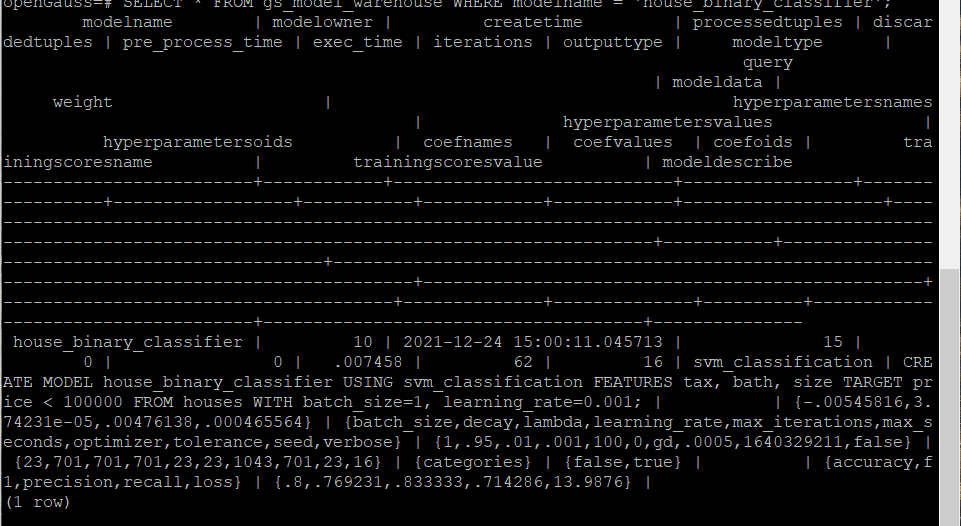 openGauss=# SELECT * FROM gs_model_warehouse WHERE modelname = 'house_binary_classifier';
modelname | modelowner | createtime | processedtuples | discar
dedtuples | pre_process_time | exec_time | iterations | outputtype | modeltype |
query
| modeldata |
weight | hyperparametersnames
| hyperparametersvalues |
hyperparametersoids | coefnames | coefvalues | coefoids | tra
iningscoresname | trainingscoresvalue | modeldescribe
--------------------------+------------+----------------------------+-----------------+-------
----------+------------------+-----------+------------+------------+--------------------+----
---------------------------------------------------------------------------------------------
-----------------------------------------------------------------+-----------+---------------
--------------------------------+------------------------------------------------------------
-----------------------------------------+--------------------------------------------------+
---------------------------------------+--------------+-------------+----------+------------
-------------------------+--------------------------------------+---------------
house_binary_classifier | 10 | 2021-12-24 15:00:11.045713 | 15 |
0 | 0 | .007458 | 62 | 16 | svm_classification | CRE
ATE MODEL house_binary_classifier USING svm_classification FEATURES tax, bath, size TARGET pr
ice < 100000 FROM houses WITH batch_size=1, learning_rate=0.001; | | {-.00545816,3.
74231e-05,.00476138,.000465564} | {batch_size,decay,lambda,learning_rate,max_iterations,max_s
econds,optimizer,tolerance,seed,verbose} | {1,.95,.01,.001,100,0,gd,.0005,1640329211,false} |
{23,701,701,701,23,23,1043,701,23,16} | {categories} | {false,true} | | {accuracy,f
1,precision,recall,loss} | {.8,.769231,.833333,.714286,13.9876} |
(1 row)